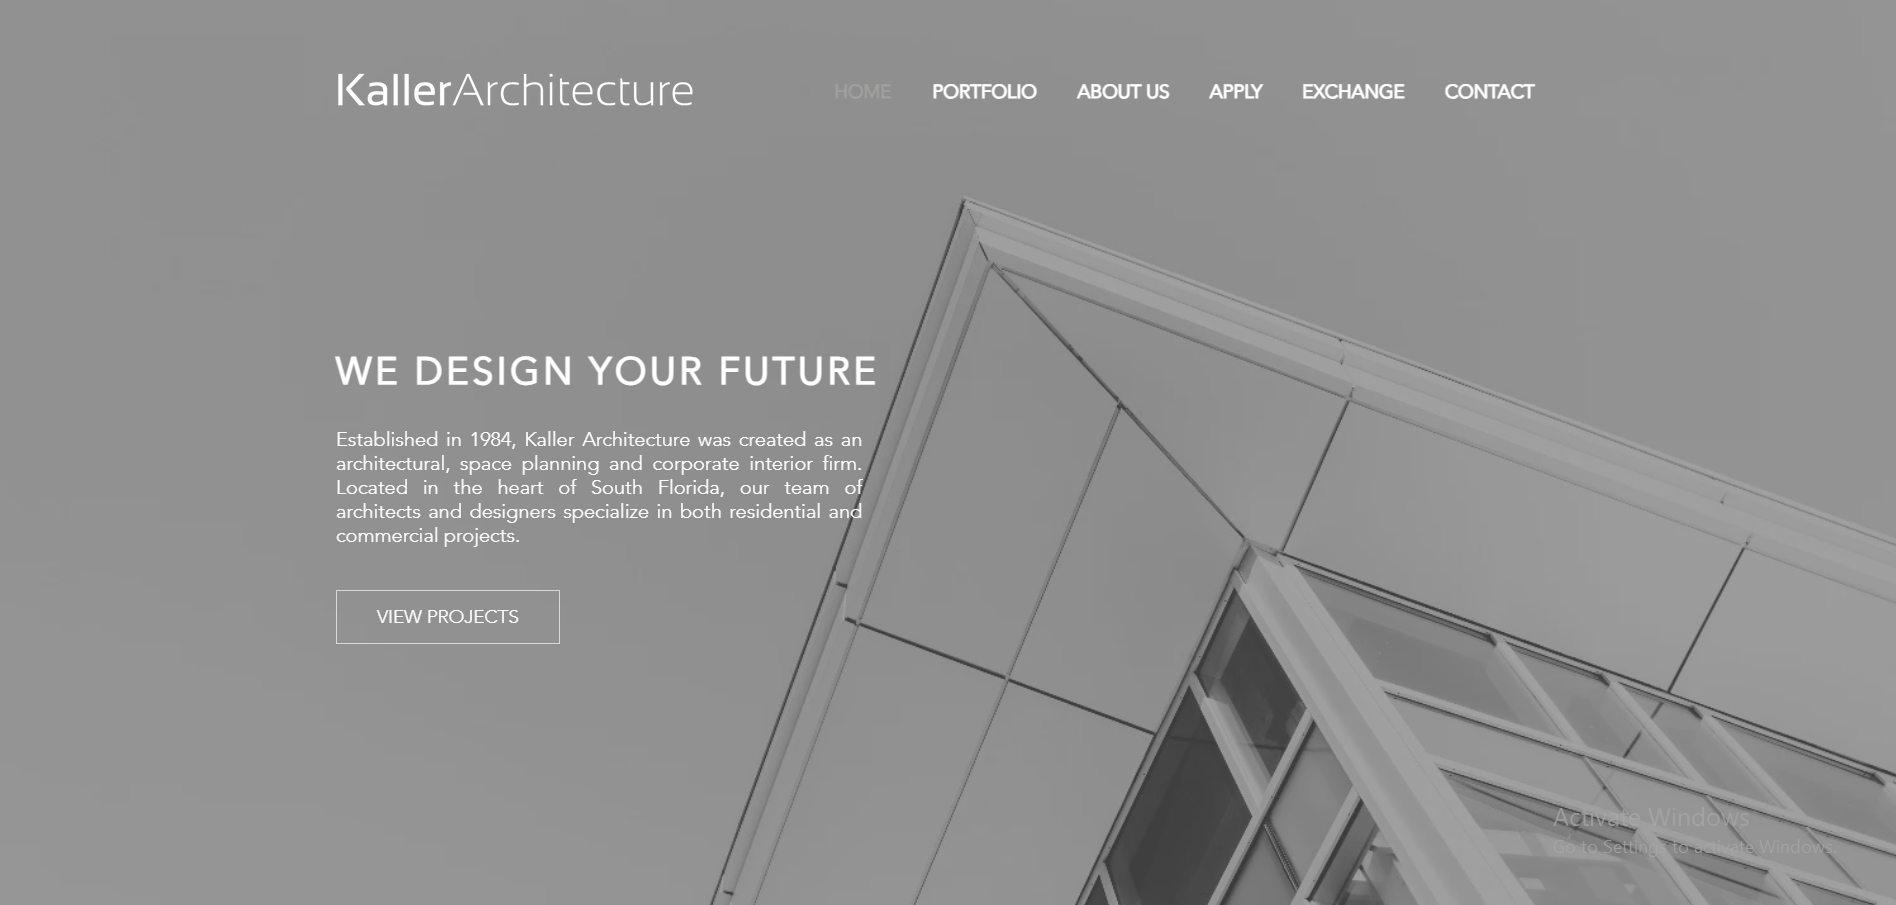 KallerArchitecture
HOME PORTFOLIO ABOUT US APPLY EXCHANGE CONTACT
WE DESIGN YOUR FUTURE
Established in 1984, Kaller Architecture was created as an
architectural, space planning and corporate interior firm.
Located in the heart of South Florida, our team of
architects and designers specialize in both residential and
commercial projects.
VIEW PROJECTS
Activate Windows
Go to Settings to activate Windows.